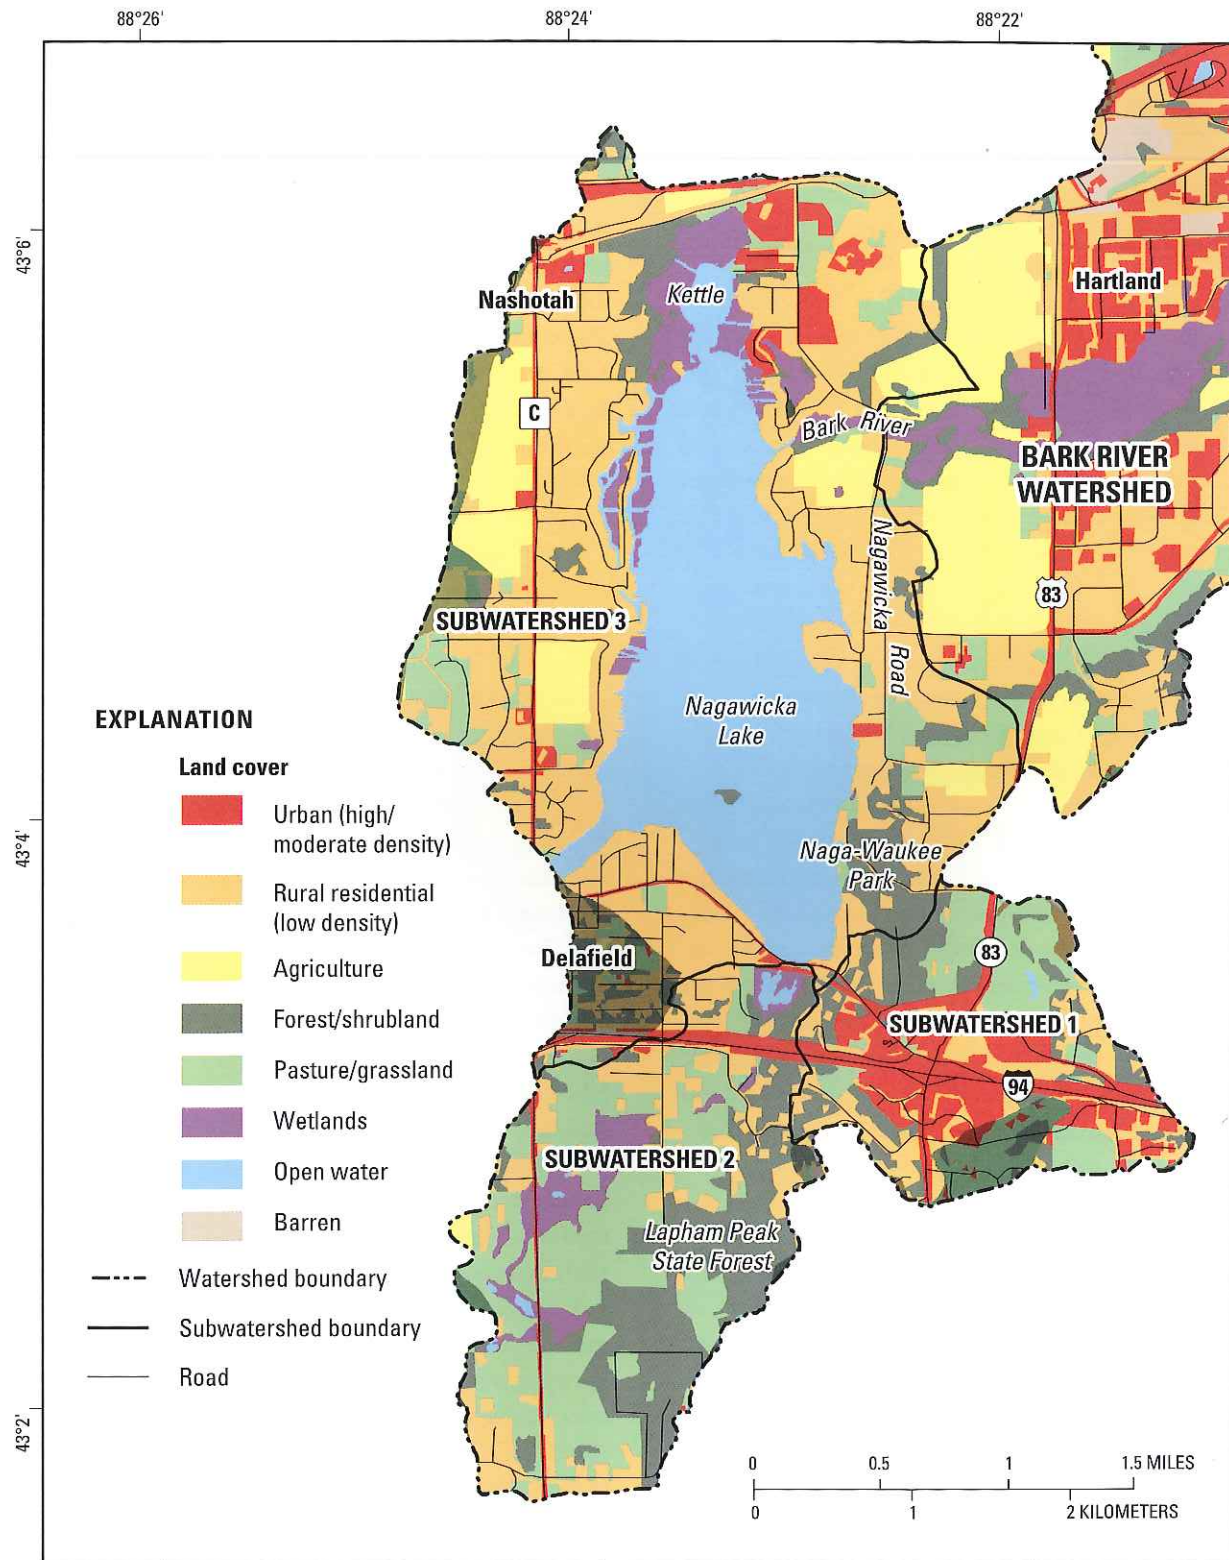 88°26'
88°24'
88°22'
43°6'
43°4'
43°2'
Kettle
Nashotah
Hartland
C
Bark River
BARK RIVER
WATERSHED
Nagawicka
Road
83
SUBWATERSHED 3
Nagawicka
Lake
Naga-Waukee
Park
Delafield
83
SUBWATERSHED 1
94
SUBWATERSHED 2
Lapham Peak
State Forest
EXPLANATION
Land cover
Urban (high/
moderate density)
Rural residential
(low density)
Agriculture
Forest/shrubland
Pasture/grassland
Wetlands
Open water
Barren
Watershed boundary
Subwatershed boundary
Road
0 0.5 1 1.5 MILES
0 1 2 KILOMETERS